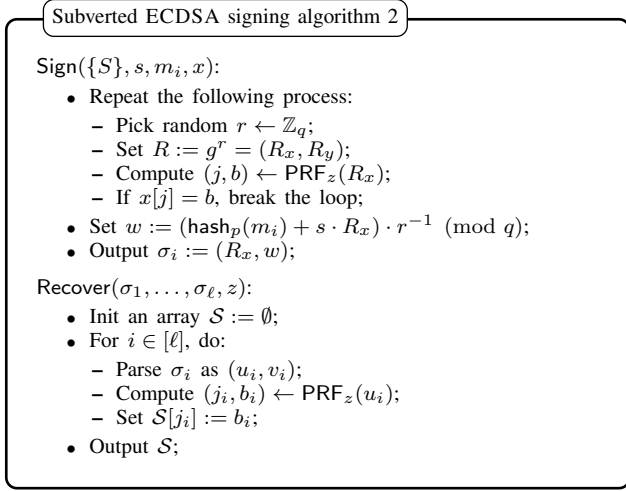 Subverted ECDSA signing algorithm 2
Sign({S}, s, m_i, x):
• Repeat the following process:
– Pick random r ← ℤ_q;
– Set R := g^r = (R_x, R_y);
– Compute (j, b) ← PRF_z(R_x);
– If x[j] = b, break the loop;
• Set w := (hash_p(m_i) + s · R_x) · r^{-1} (mod q);
• Output σ_i := (R_x, w);
Recover(σ_1, . . . , σ_ℓ, z):
• Init an array 𝒮 := ∅;
• For i ∈ [ℓ], do:
– Parse σ_i as (u_i, v_i);
– Compute (j_i, b_i) ← PRF_z(u_i);
– Set 𝒮[j_i] := b_i;
• Output 𝒮;